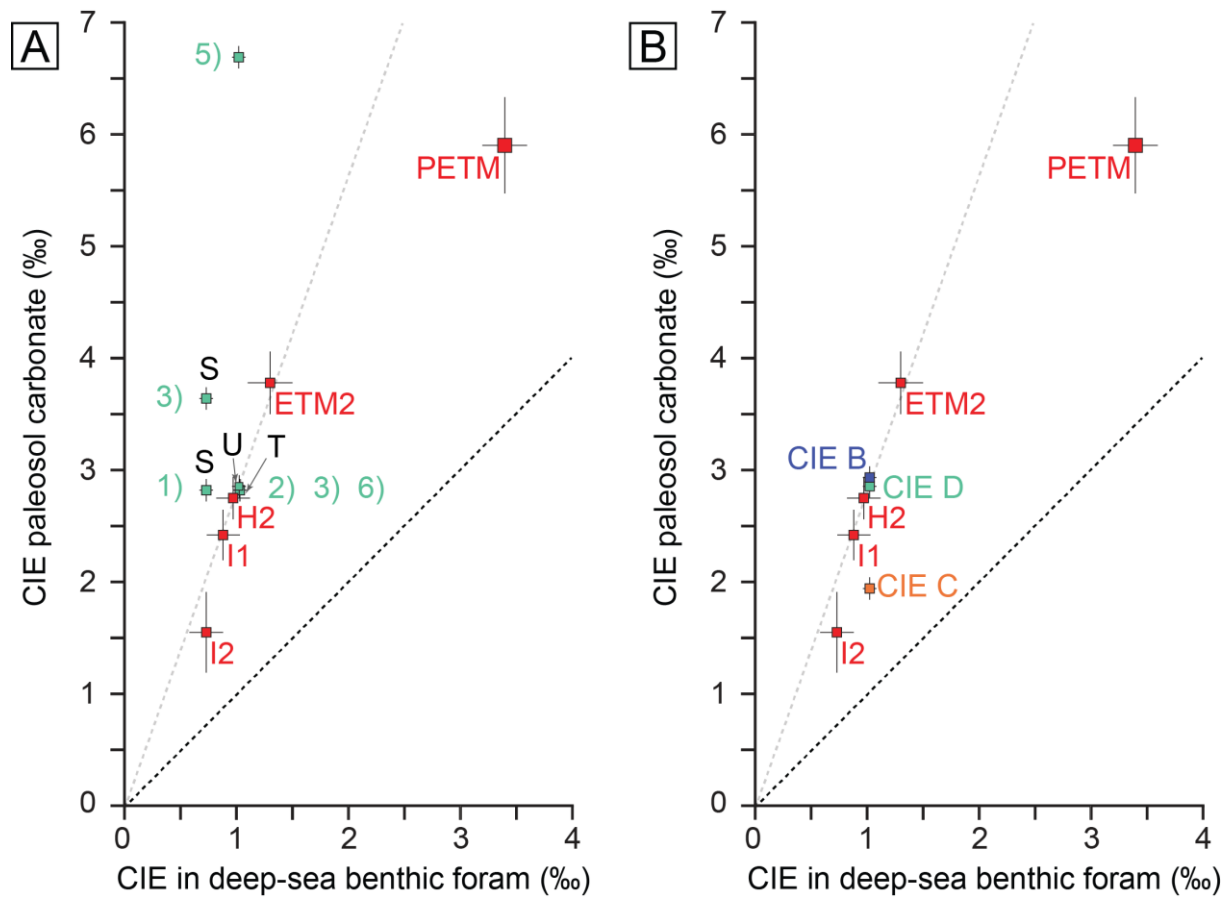 A
7
6
5
4
3
2
1
0
CIE paleosol carbonate (‰)
5)
PETM
S
3)
ETM2
S
U
T
1)
2) 3) 6)
H2
I1
I2
0 1 2 3 4
CIE in deep-sea benthic foram (‰)
B
7
6
5
4
3
2
1
0
CIE paleosol carbonate (‰)
PETM
ETM2
CIE B
CIE D
H2
I1
CIE C
I2
0 1 2 3 4
CIE in deep-sea benthic foram (‰)